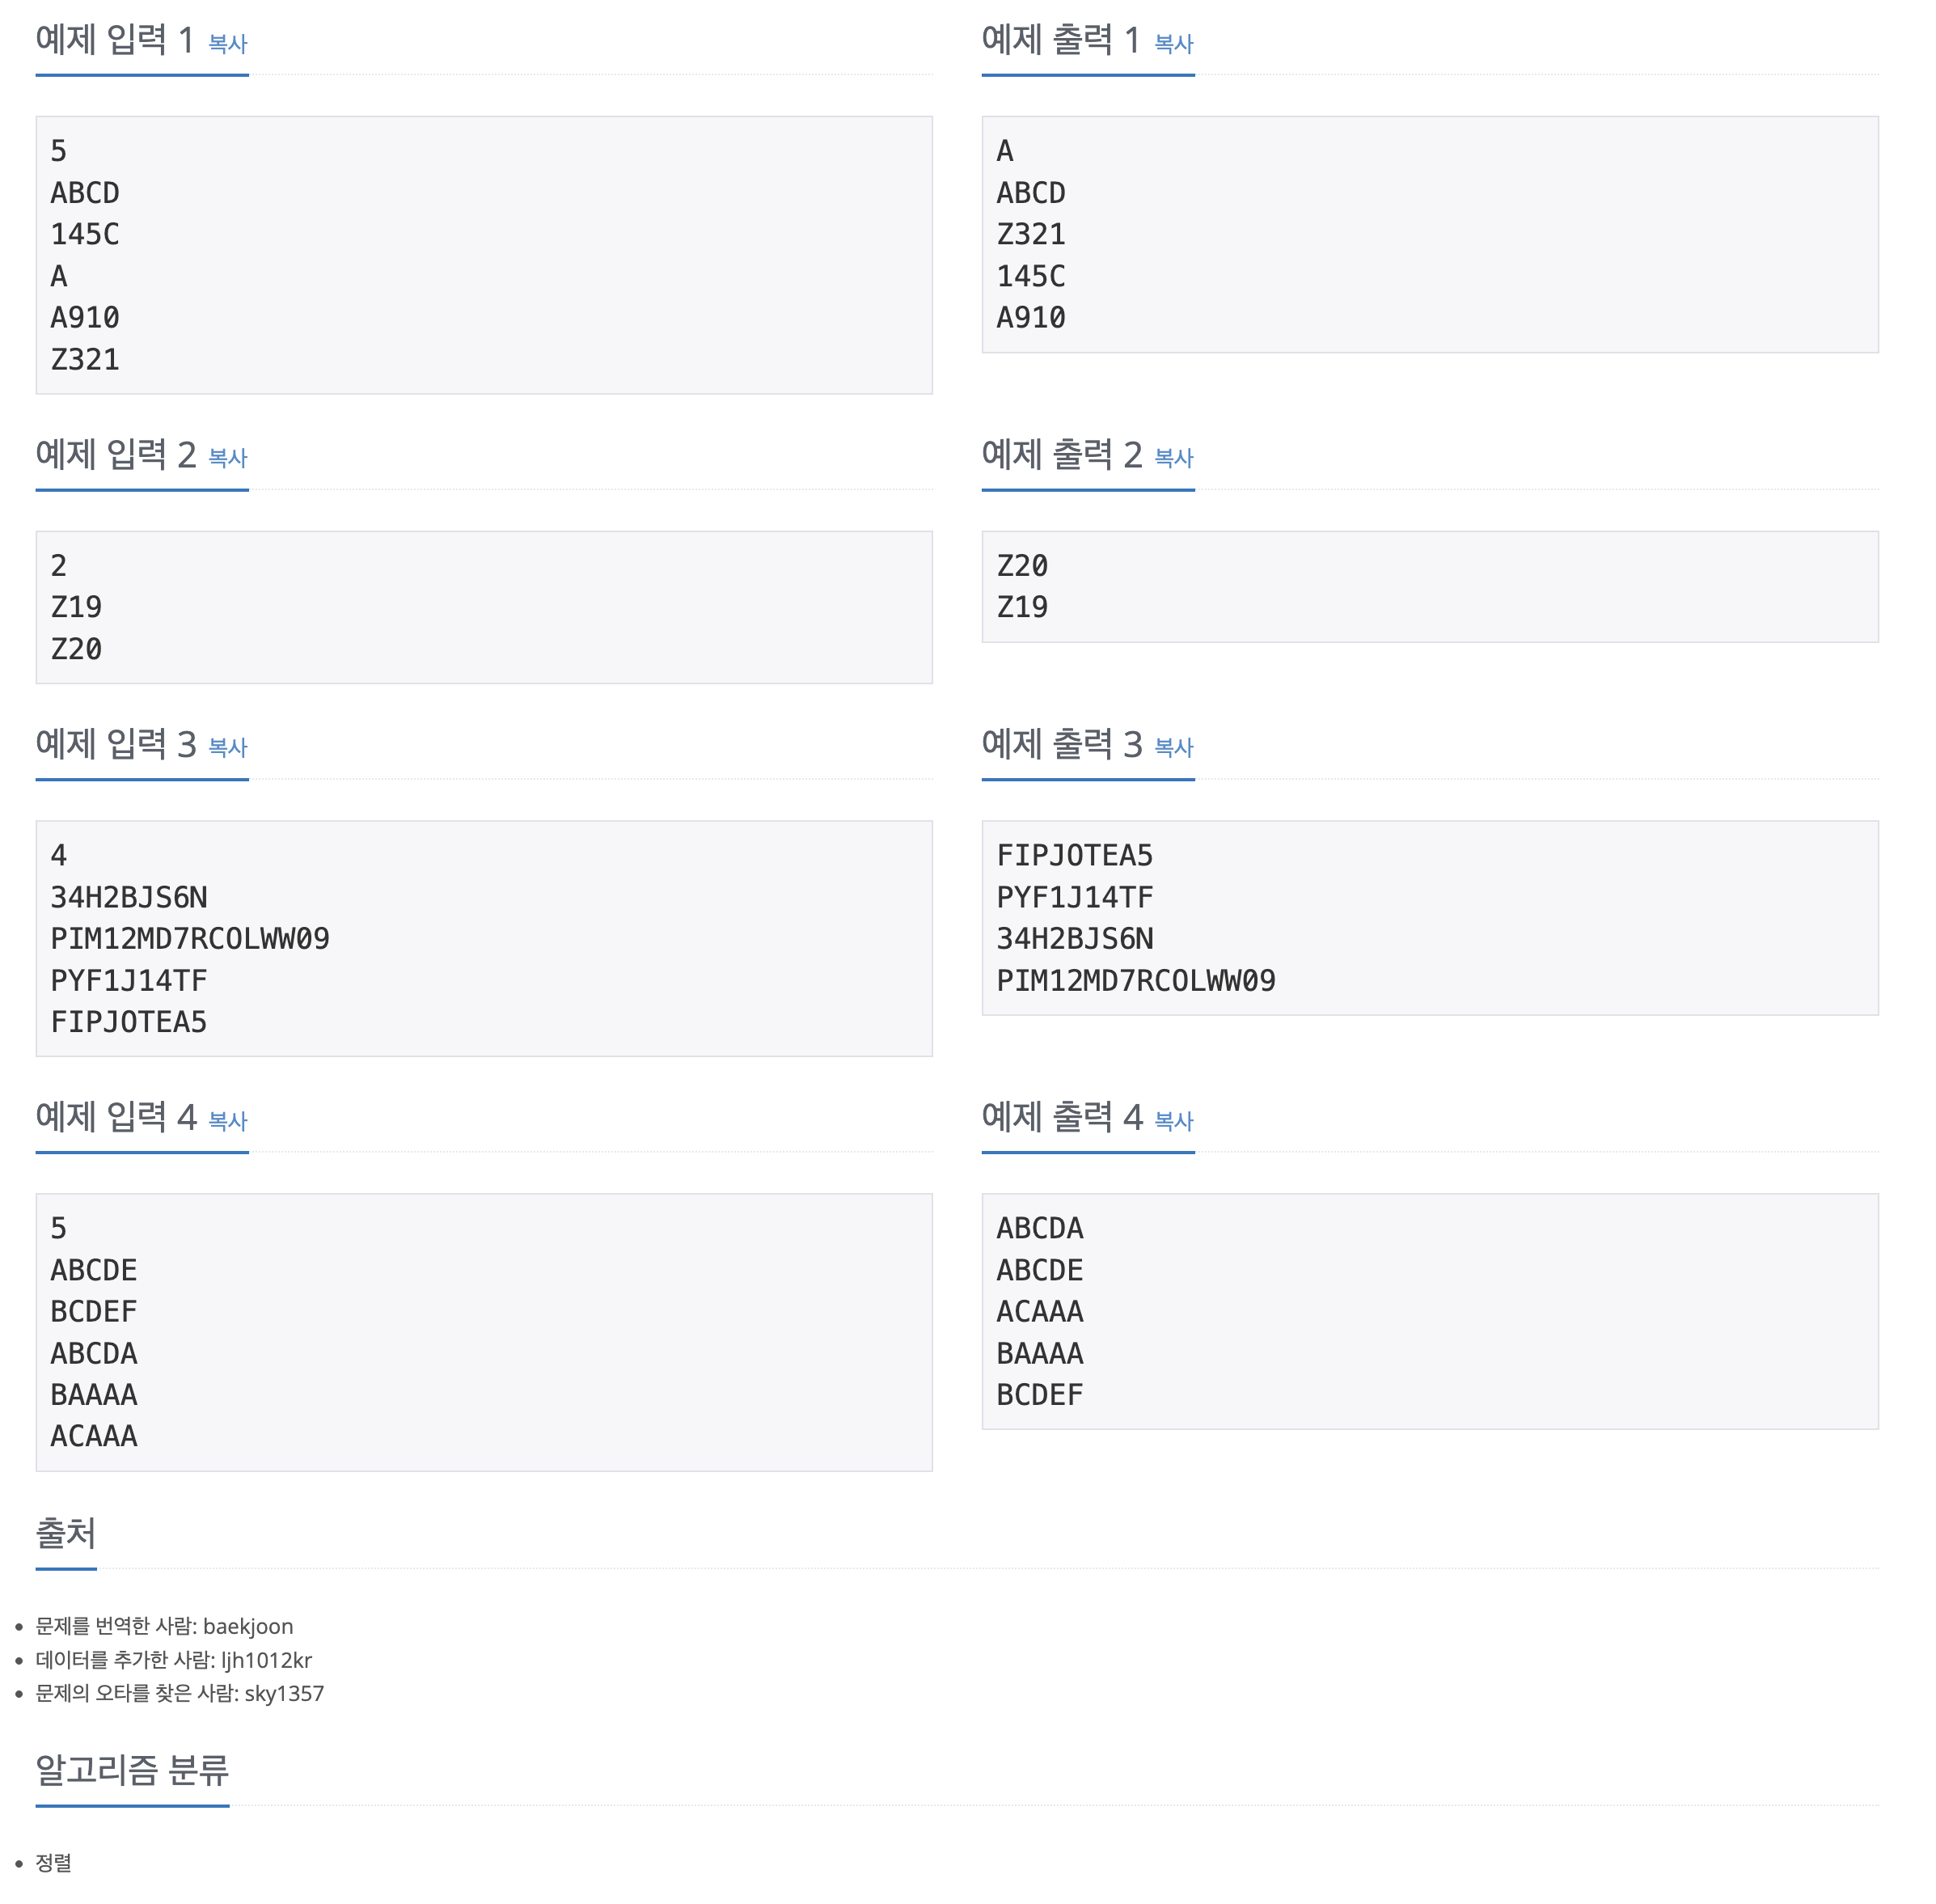 예제 입력 1 복사
5
ABCD
145C
A
A910
Z321
예제 출력 1 복사
A
ABCD
Z321
145C
A910
예제 입력 2 복사
2
Z19
Z20
예제 출력 2 복사
Z20
Z19
예제 입력 3 복사
4
34H2BJS6N
PIM12MD7RCOLWW09
PYF1J14TF
FIPJOTEA5
예제 출력 3 복사
FIPJOTEA5
PYF1J14TF
34H2BJS6N
PIM12MD7RCOLWW09
예제 입력 4 복사
5
ABCDE
BCDEF
ABCDA
BAAAA
ACAAA
예제 출력 4 복사
ABCDA
ABCDE
ACAAA
BAAAA
BCDEF
출처
문제를 번역한 사람: baekjoon
데이터를 추가한 사람: ljh1012kr
문제의 오타를 찾은 사람: sky1357
알고리즘 분류
정렬